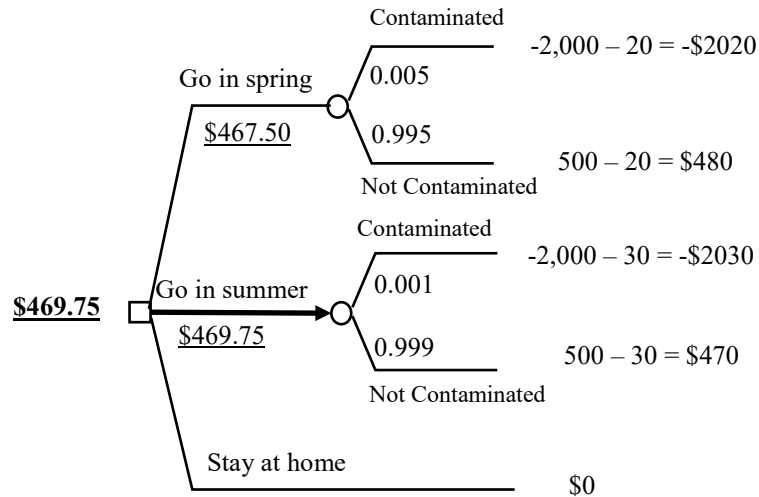 Contaminated
-2,000 – 20 = -$2020
Go in spring
0.005
$467.50
0.995
500 – 20 = $480
Not Contaminated
Contaminated
-2,000 – 30 = -$2030
Go in summer
0.001
$469.75
$469.75
0.999
500 – 30 = $470
Not Contaminated
Stay at home
$0